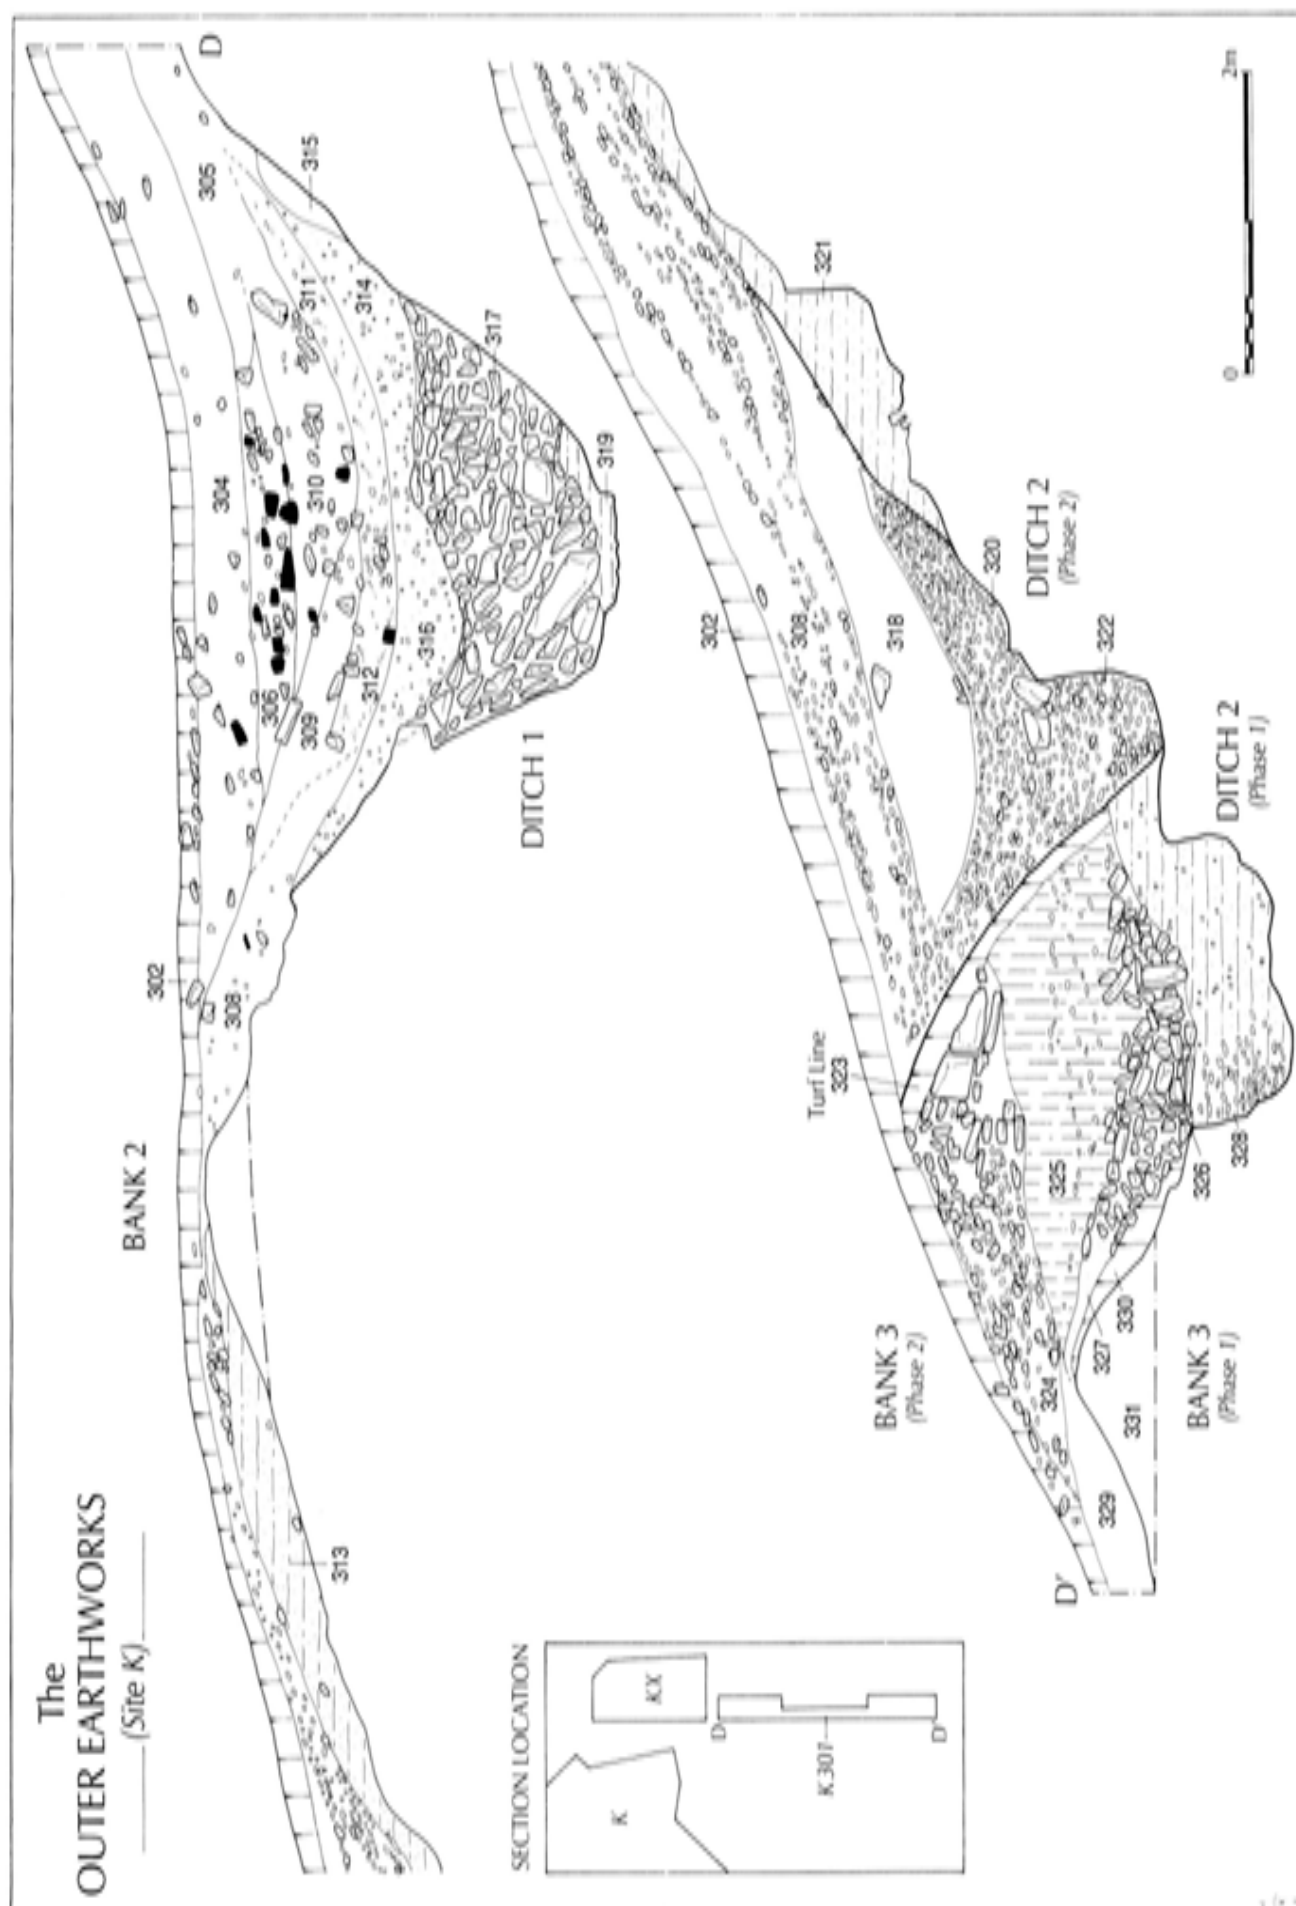 The
OUTER EARTHWORKS
(Site K)
BANK 2
302
D
308
304
305
306
309
310
311
312
314
315
316
317
319
313
DITCH 1
SECTION LOCATION
K
KX
D
K301
D'
BANK 3
(Phase 2)
Turf Line
323
302
308
318
321
320
DITCH 2
(Phase 2)
322
DITCH 2
(Phase 1)
D'
329
324
331
327
330
325
326
328
BANK 3
(Phase 1)
0
2m